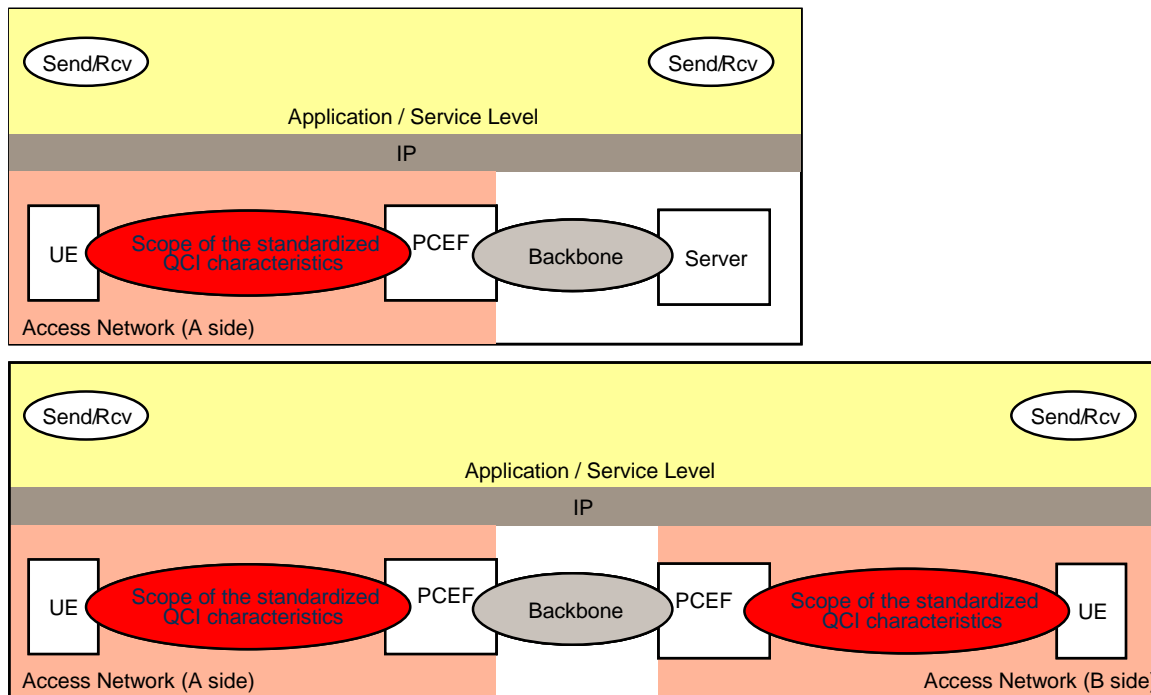 Send/Rcv
Send/Rcv
Application / Service Level
IP
UE
Scope of the standardized
QCI characteristics
PCEF
Backbone
Server
Access Network (A side)
Send/Rcv
Send/Rcv
Application / Service Level
IP
UE
Scope of the standardized
QCI characteristics
PCEF
Backbone
PCEF
Scope of the standardized
QCI characteristics
UE
Access Network (A side)
Access Network (B side)